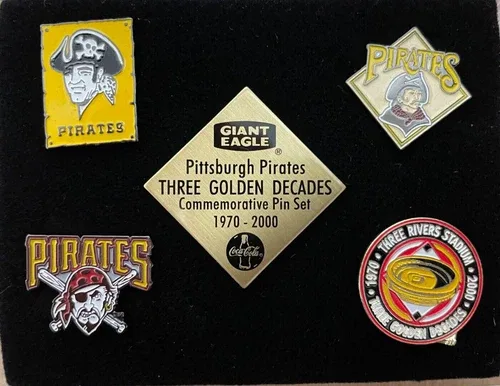 PIRATES
PIRATES
GIANT
EAGLE
®
Pittsburgh Pirates
THREE GOLDEN DECADES
Commemorative Pin Set
1970 - 2000
Coca-Cola
PIRATES
1970 • THREE RIVERS STADIUM • 2000
THREE GOLDEN DECADES